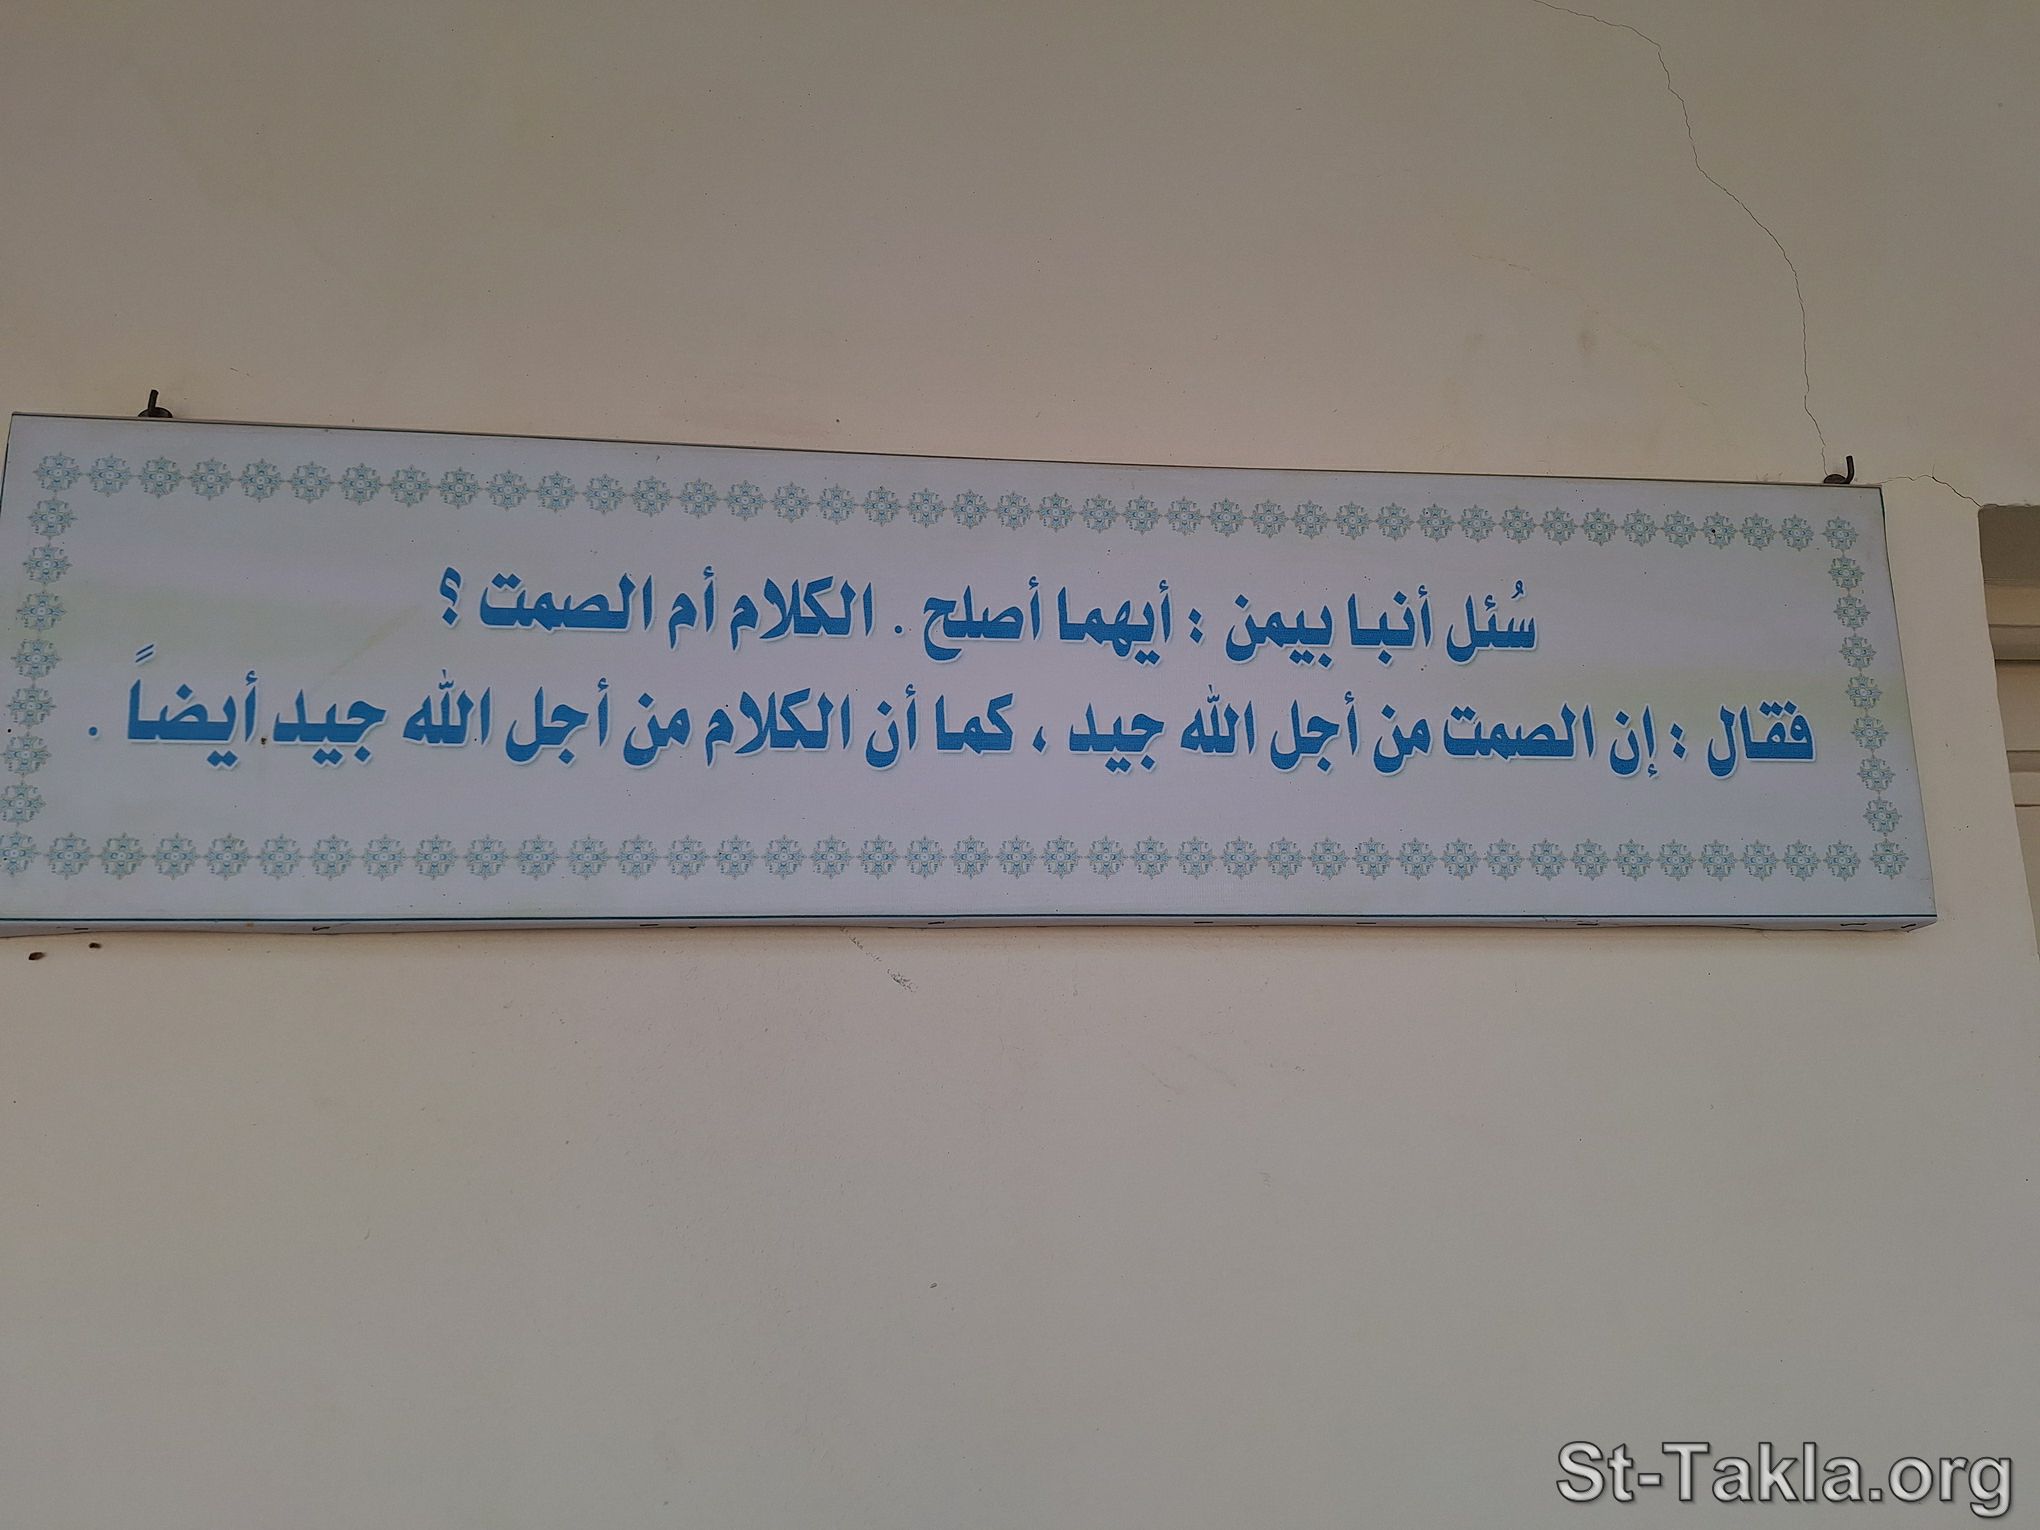 سُئل أنبا بيمن : أيهما أصلح . الكلام أم الصمت ؟
فقال : إن الصمت من أجل الله جيد ، كما أن الكلام من أجل الله جيد أيضاً .
St-Takla.org